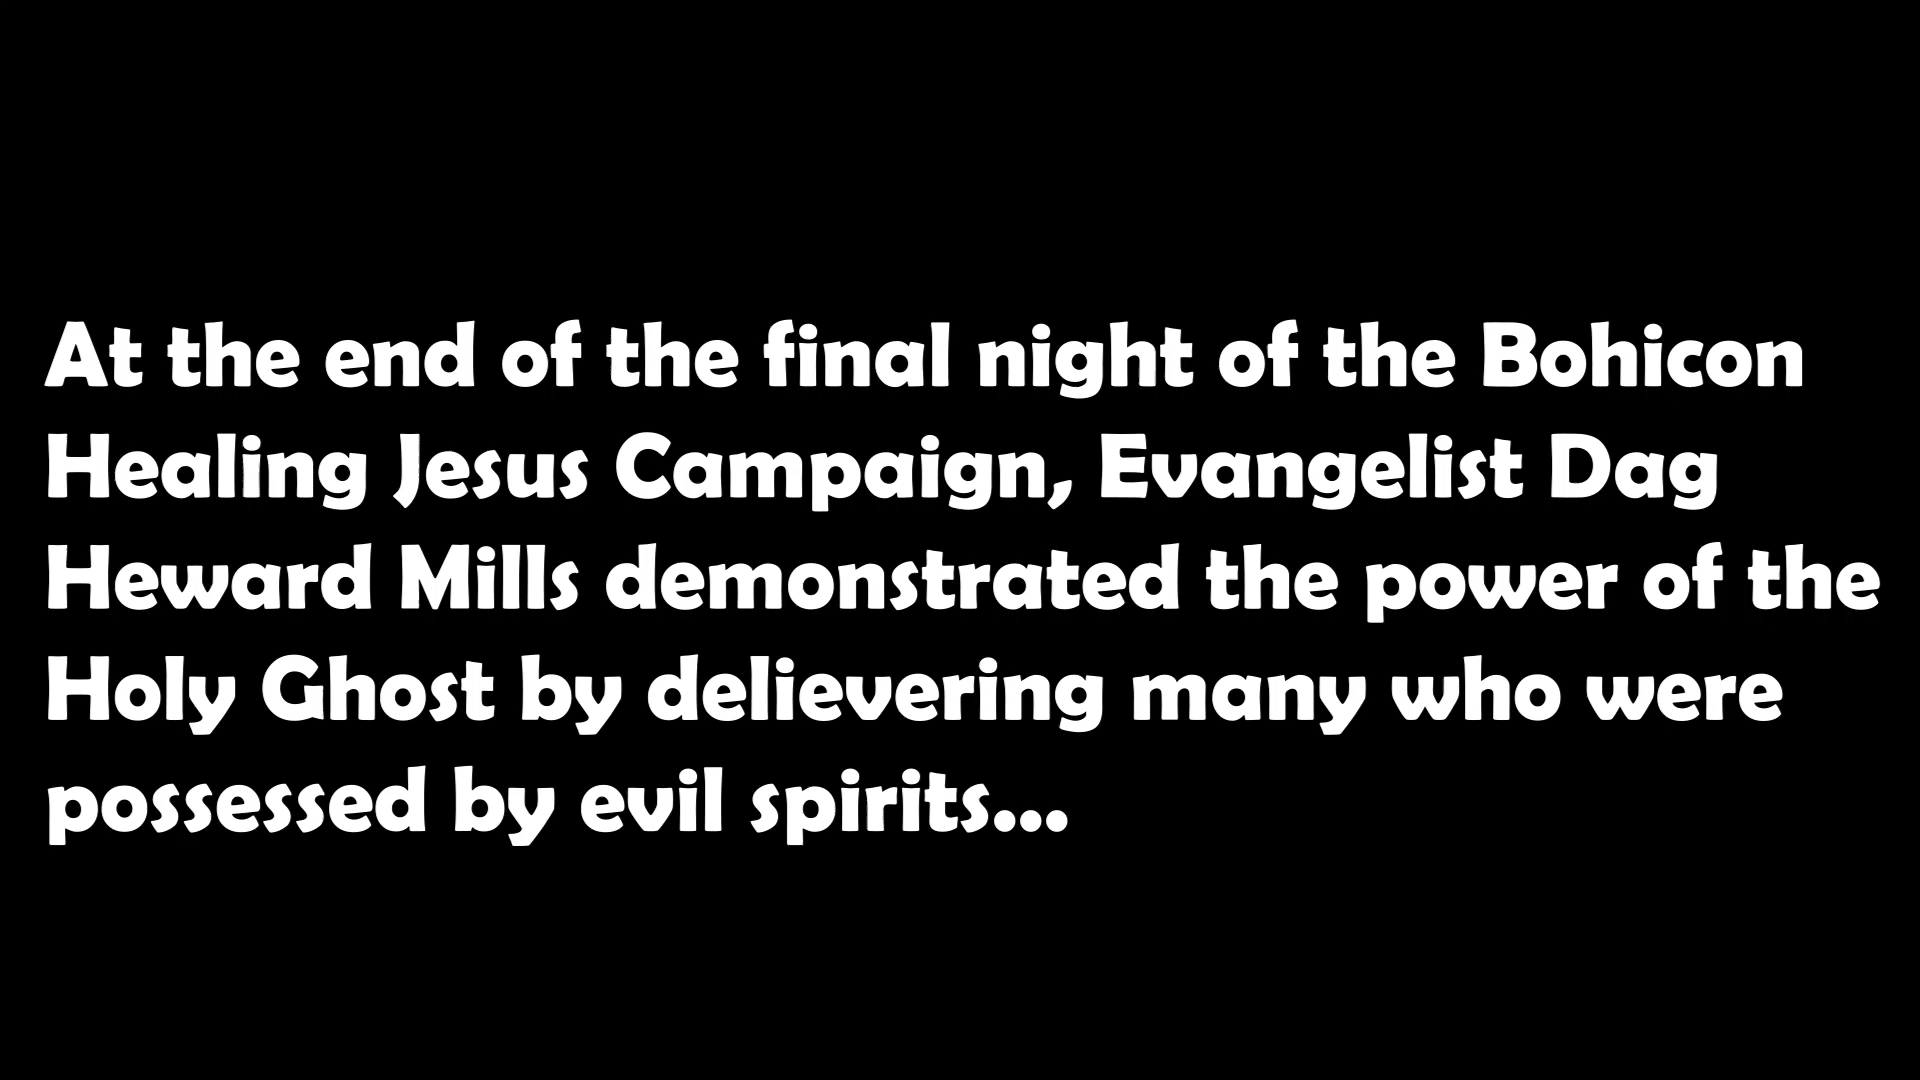 At the end of the final night of the Bohicon
Healing Jesus Campaign, Evangelist Dag
Heward Mills demonstrated the power of the
Holy Ghost by delievering many who were
possessed by evil spirits...